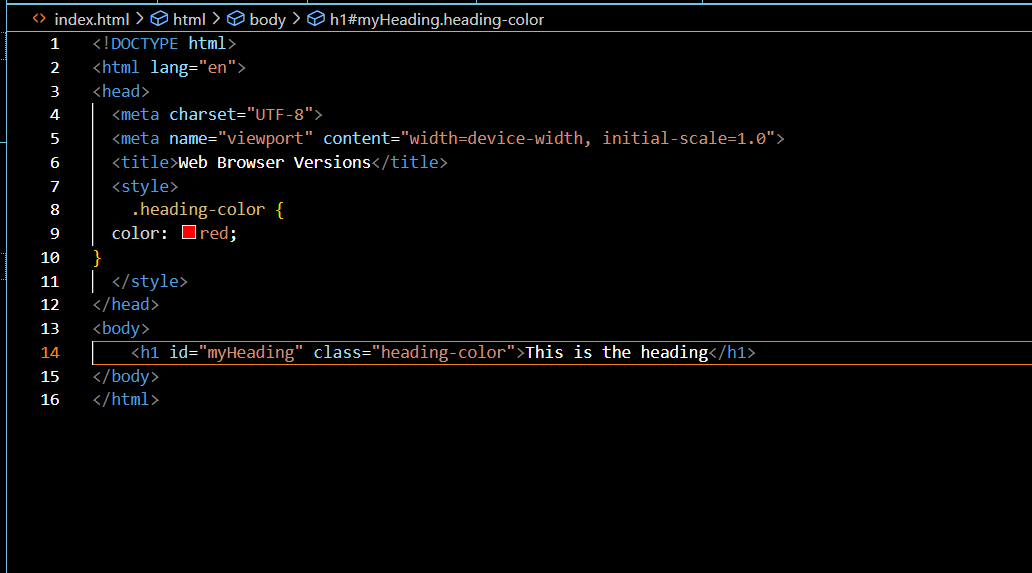 index.html > html > body > h1#myHeading.heading-color
1 <!DOCTYPE html>
2 <html lang="en">
3 <head>
4   <meta charset="UTF-8">
5   <meta name="viewport" content="width=device-width, initial-scale=1.0">
6   <title>Web Browser Versions</title>
7   <style>
8     .heading-color {
9   color: red;
10 }
11   </style>
12 </head>
13 <body>
14     <h1 id="myHeading" class="heading-color">This is the heading</h1>
15 </body>
16 </html>